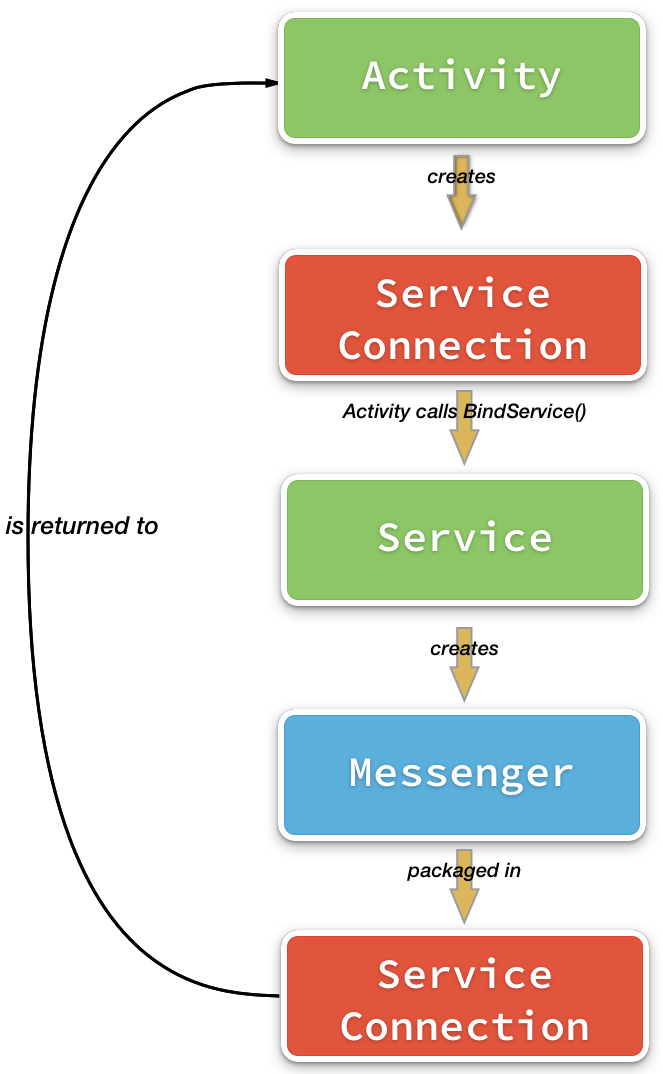 Activity
creates
Service
Connection
Activity calls BindService()
Service
is returned to
creates
Messenger
packaged in
Service
Connection